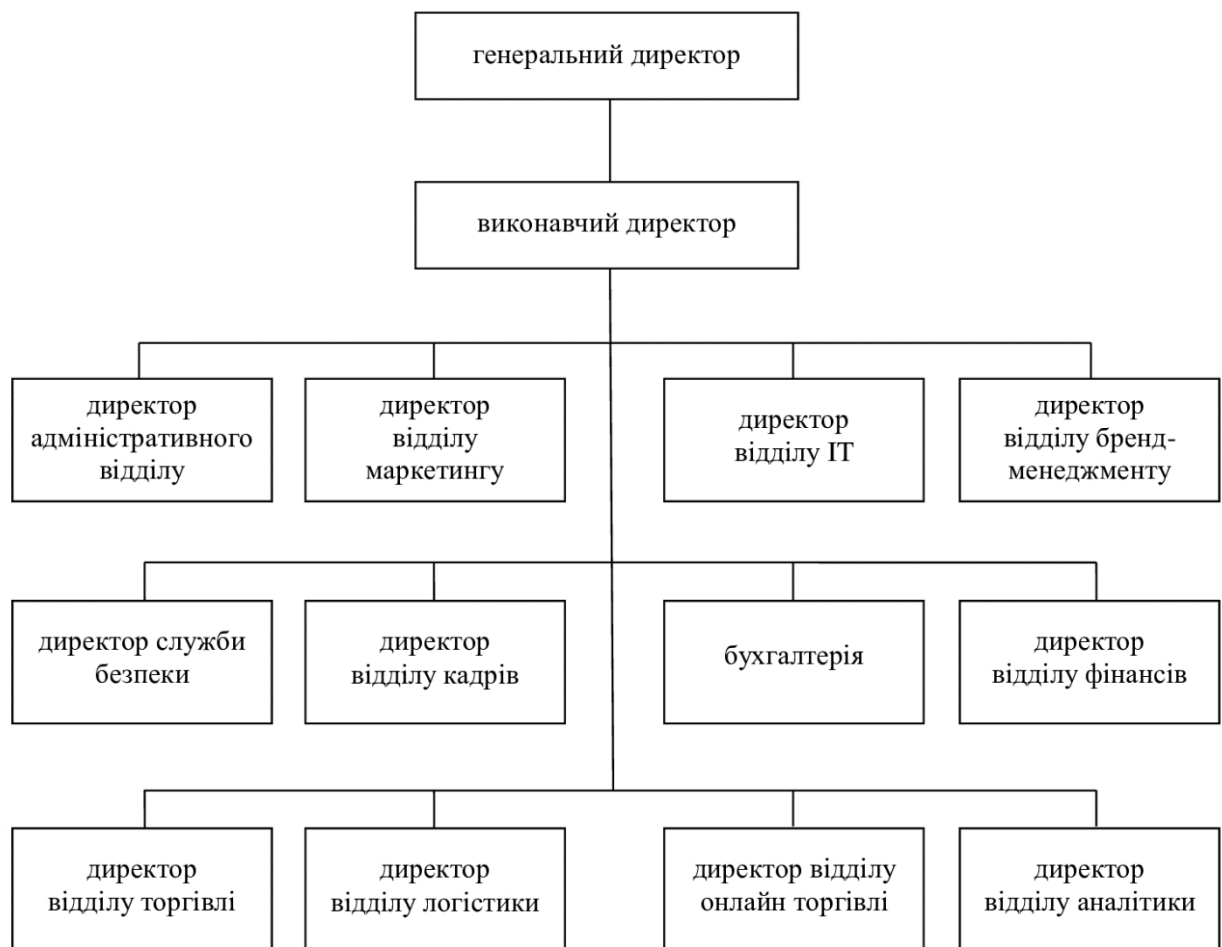 генеральний директор
виконавчий директор
директор
адміністративного
відділу
директор
відділу
маркетингу
директор
відділу ІТ
директор
відділу бренд-
менеджменту
директор служби
безпеки
директор
відділу кадрів
бухгалтерія
директор
відділу фінансів
директор
відділу торгівлі
директор
відділу логістики
директор відділу
онлайн торгівлі
директор
відділу аналітики